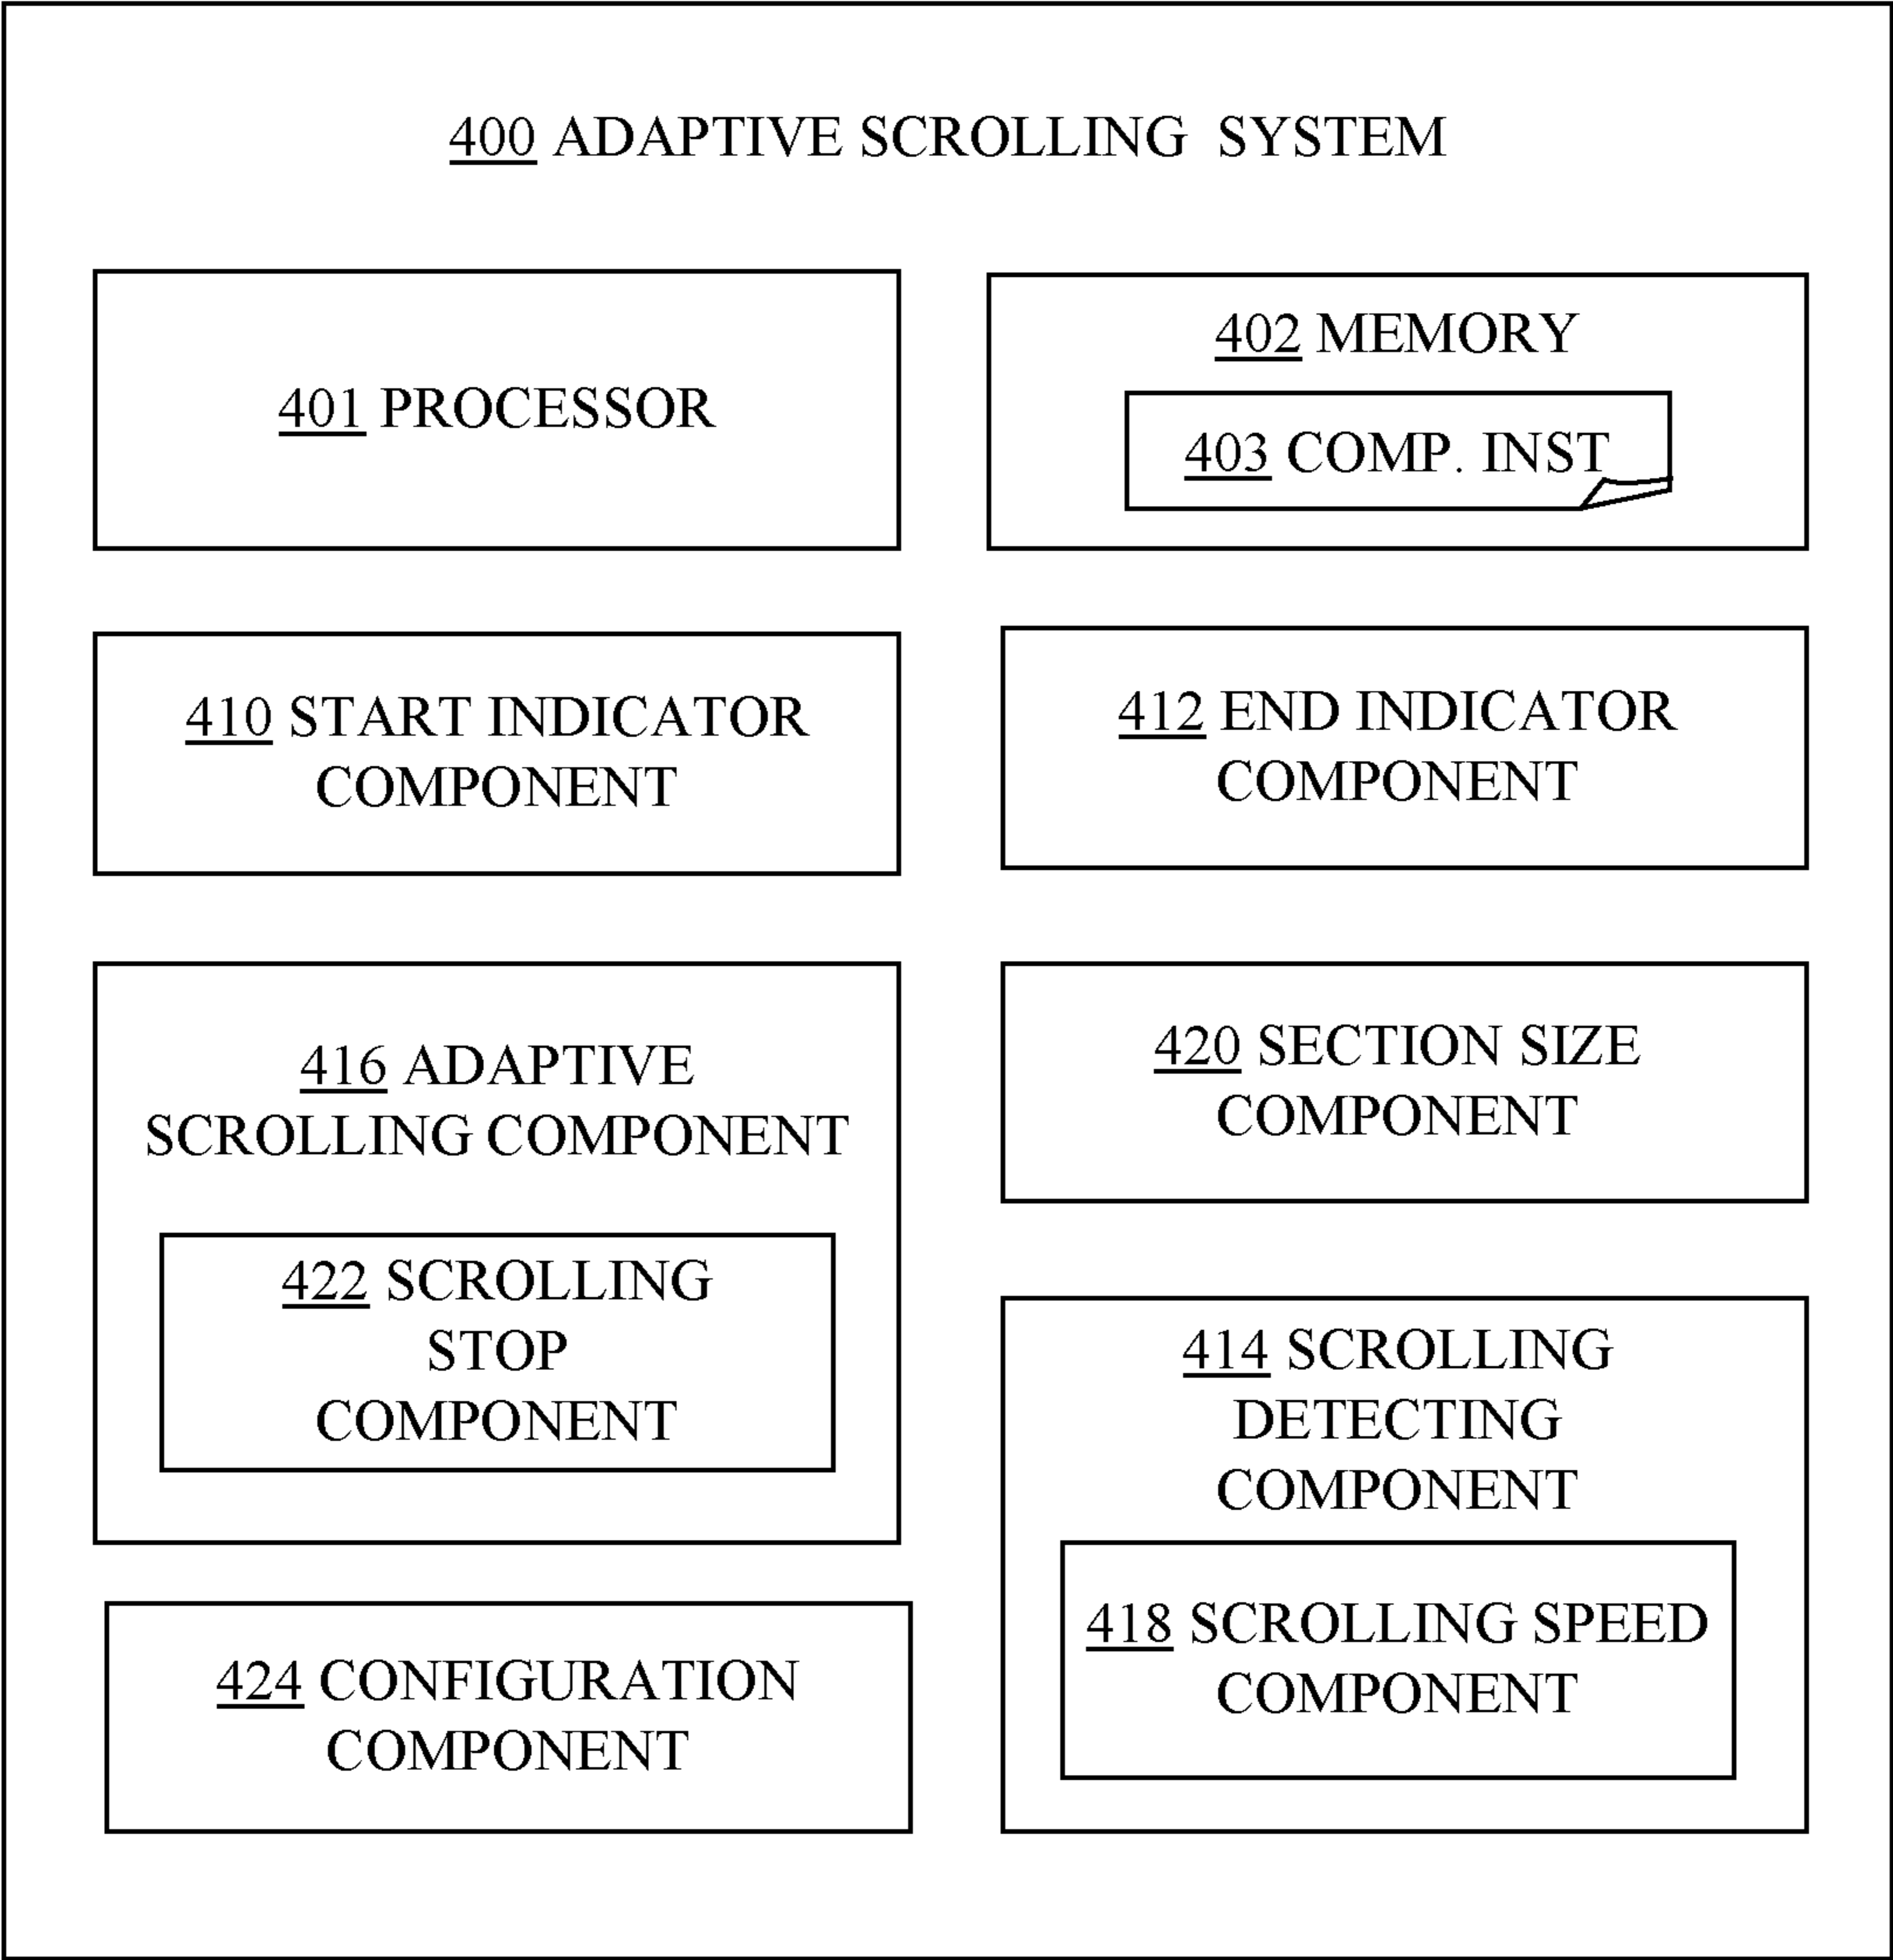 400 ADAPTIVE SCROLLING SYSTEM
401 PROCESSOR
402 MEMORY
403 COMP. INST
410 START INDICATOR
COMPONENT
412 END INDICATOR
COMPONENT
416 ADAPTIVE
SCROLLING COMPONENT
422 SCROLLING
STOP
COMPONENT
420 SECTION SIZE
COMPONENT
414 SCROLLING
DETECTING
COMPONENT
418 SCROLLING SPEED
COMPONENT
424 CONFIGURATION
COMPONENT